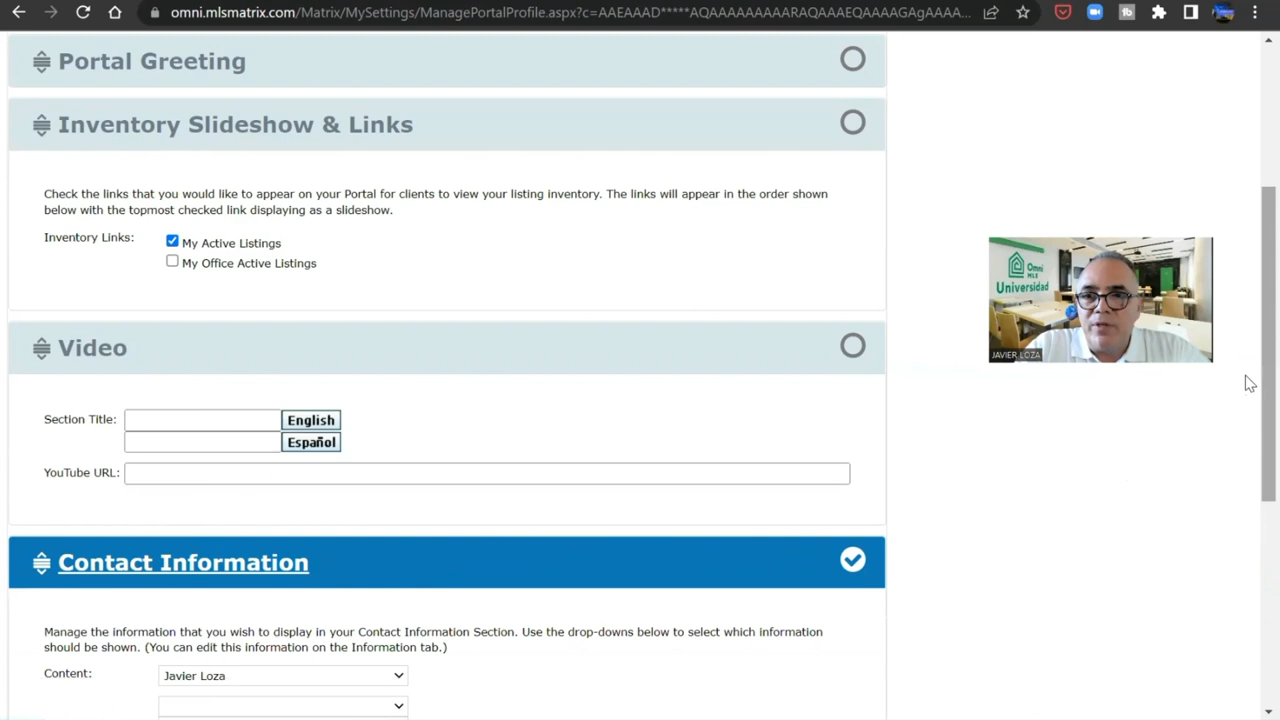 omni.mlsmatrix.com/Matrix/MySettings/ManagePortalProfile.aspx?c=AAEAAAD*****AQAAAAAAAAARAQAAAEQAAAAGAgAAAA...
Portal Greeting
Inventory Slideshow & Links
Check the links that you would like to appear on your Portal for clients to view your listing inventory. The links will appear in the order shown
below with the topmost checked link displaying as a slideshow.
Inventory Links:
My Active Listings
My Office Active Listings
Omni
MLS
Universidad
JAVIER LOZA
Video
Section Title:
English
Español
YouTube URL:
Contact Information
Manage the information that you wish to display in your Contact Information Section. Use the drop-downs below to select which information
should be shown. (You can edit this information on the Information tab.)
Content:
Javier Loza